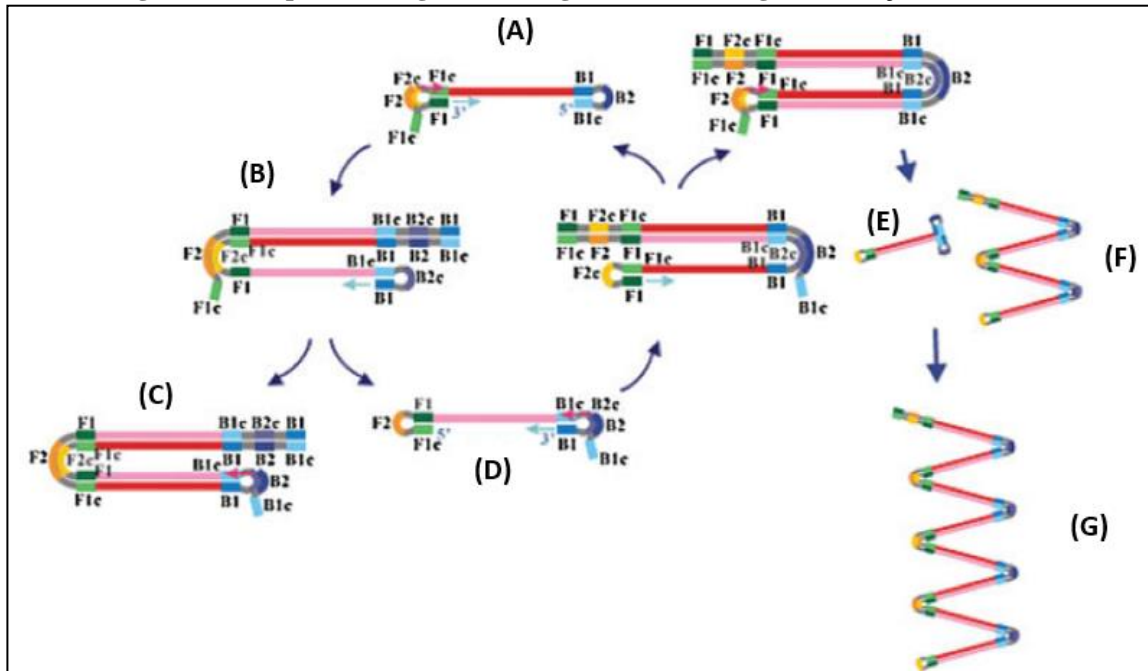 (A)
F1 F2c F1c B1
F1c F2 F1 B1c B2c B2
F2 F1c B1
F1c F1 B1c
F2c F1c B1
F2 B2
F1 3' 5' B1c
F1c
(B)
F1 B1c B2c B1
F2 F2c F1c B1 B2 B1c
B1c
F1 B2c
B1
F1c
F1 F2c F1c B1
F1c F2 F1 B1c B2c B2
F2c F1c B1
F1
B1c
(E)
(F)
(C)
F1 B1c B2c B1
F2 F2c F1c B1 B2 B1c
F1 B1c
B2
F1c B1 B1c
F1 B1c B2c
F2 B2
F1c 5' 3' B1
B1c
(D)
(G)